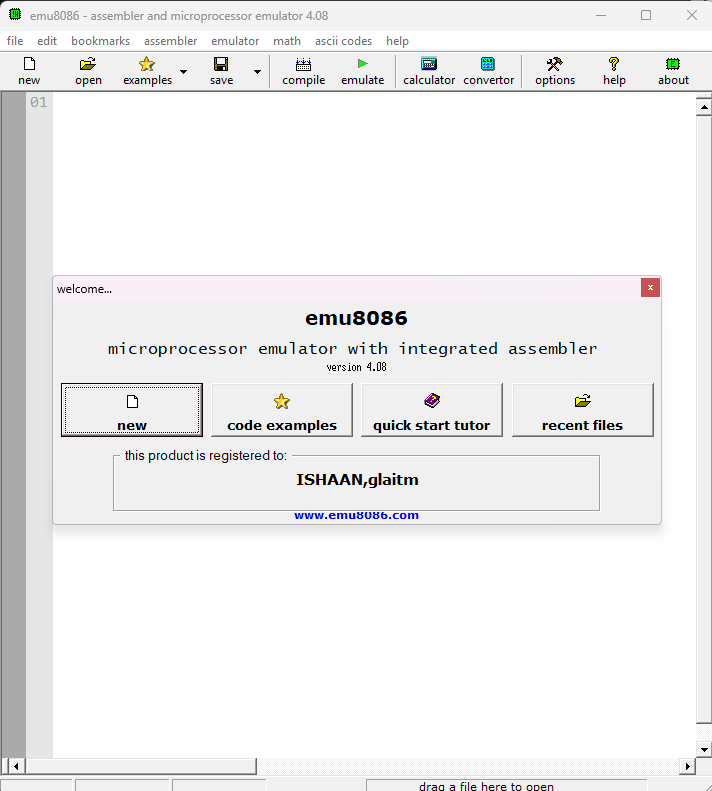 emu8086 - assembler and microprocessor emulator 4.08
file edit bookmarks assembler emulator math ascii codes help
new open examples save compile emulate calculator convertor options help about
01
welcome...
x
emu8086
microprocessor emulator with integrated assembler
version 4.08
new code examples quick start tutor recent files
this product is registered to:
ISHAAN,glaitm
www.emu8086.com
drag a file here to open